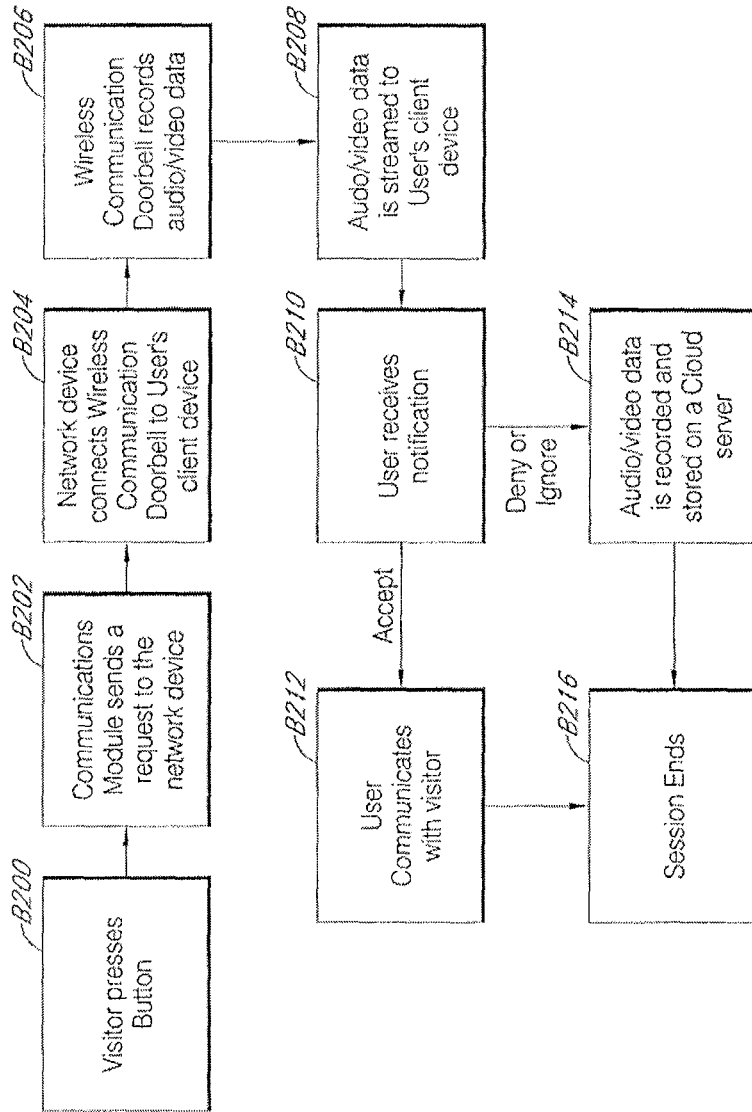 B200
Visitor presses
Button
B202
Communications
Module sends a
request to the
network device
B204
Network device
connects Wireless
Communication
Doorbell to User's
client device
B206
Wireless
Communication
Doorbell records
audio/video data
B208
Audo/video data
is streamed to
User's client
device
B210
User receives
notification
Accept
Deny or
Ignore
B212
User
Communicates
with visitor
B214
Audio/video data
is recorded and
stored on a Cloud
server
B216
Session Ends